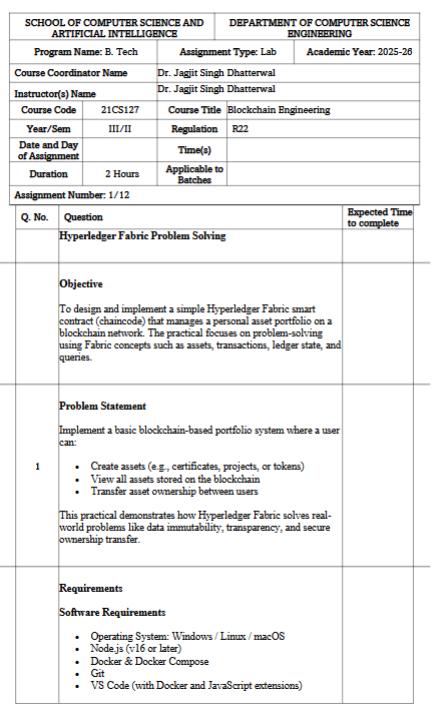 SCHOOL OF COMPUTER SCIENCE AND
ARTIFICIAL INTELLIGENCE
DEPARTMENT OF COMPUTER SCIENCE
ENGINEERING
Program Name: B. Tech
Assignment Type: Lab
Academic Year: 2025-26
Course Coordinator Name
Dr. Jagjit Singh Dhatterwal
Instructor(s) Name
Dr. Jagjit Singh Dhatterwal
Course Code
21CS127
Course Title
Blockchain Engineering
Year/Sem
III/II
Regulation
R22
Date and Day
of Assignment
Time(s)
Duration
2 Hours
Applicable to
Batches
Assignment Number: 1/12
Q. No.
Question
Expected Time
to complete
Hyperledger Fabric Problem Solving
Objective
To design and implement a simple Hyperledger Fabric smart
contract (chaincode) that manages a personal asset portfolio on a
blockchain network. The practical focuses on problem-solving
using Fabric concepts such as assets, transactions, ledger state, and
queries.
1
Problem Statement
Implement a basic blockchain-based portfolio system where a user
can:
• Create assets (e.g., certificates, projects, or tokens)
• View all assets stored on the blockchain
• Transfer asset ownership between users
This practical demonstrates how Hyperledger Fabric solves real-
world problems like data immutability, transparency, and secure
ownership transfer.
Requirements
Software Requirements
• Operating System: Windows / Linux / macOS
• Node.js (v16 or later)
• Docker & Docker Compose
• Git
• VS Code (with Docker and JavaScript extensions)